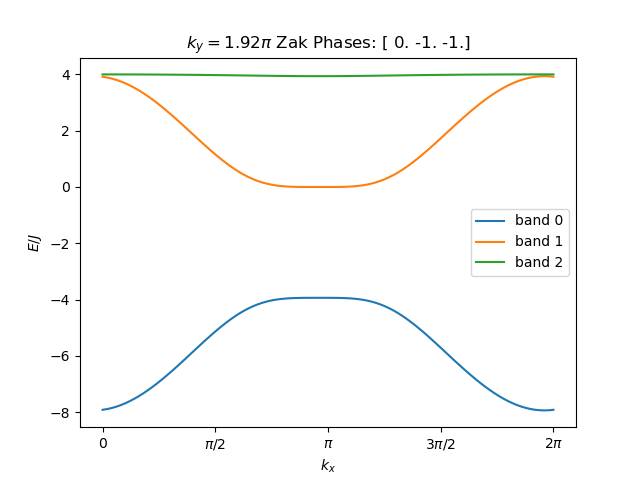 k_y = 1.92π Zak Phases: [ 0. -1. -1.]
4
2
0
−2
−4
−6
−8
E/J
band 0
band 1
band 2
0
π/2
π
3π/2
2π
k_x